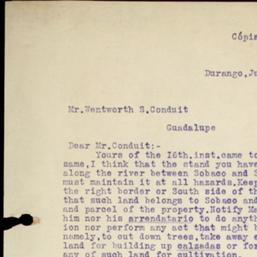 Cópia
Durango, Ju
Mr. Wentworth S. Conduit
Guadalupe
Dear Mr. Conduit:-
Yours of the I6th. inst. came to
same, I think that the stand you have
along the river between Sobaco and S
must maintain it at all hazards. Keep
the right border or South side of th
that such land belongs to Sobaco and
and parcel of the property. Notify Ma
him nor his arrendatario to do anyth
ion nor perform any act that might b
namely, to cut down trees, take away e
land for building up calzadas or for
any of such land for cultivation.